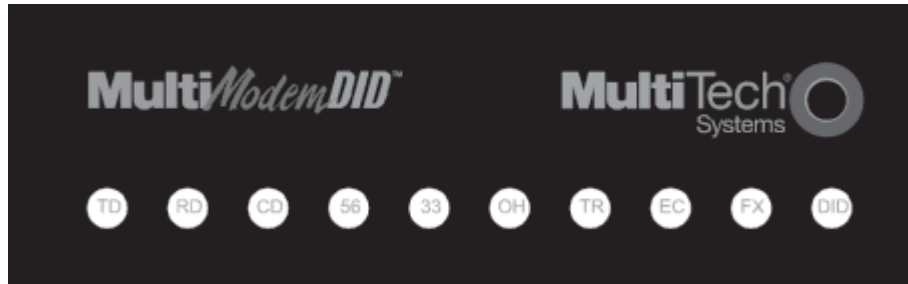 MultiModemDID™
MultiTech®
Systems
TD RD CD 56 33 OH TR EC FX DID